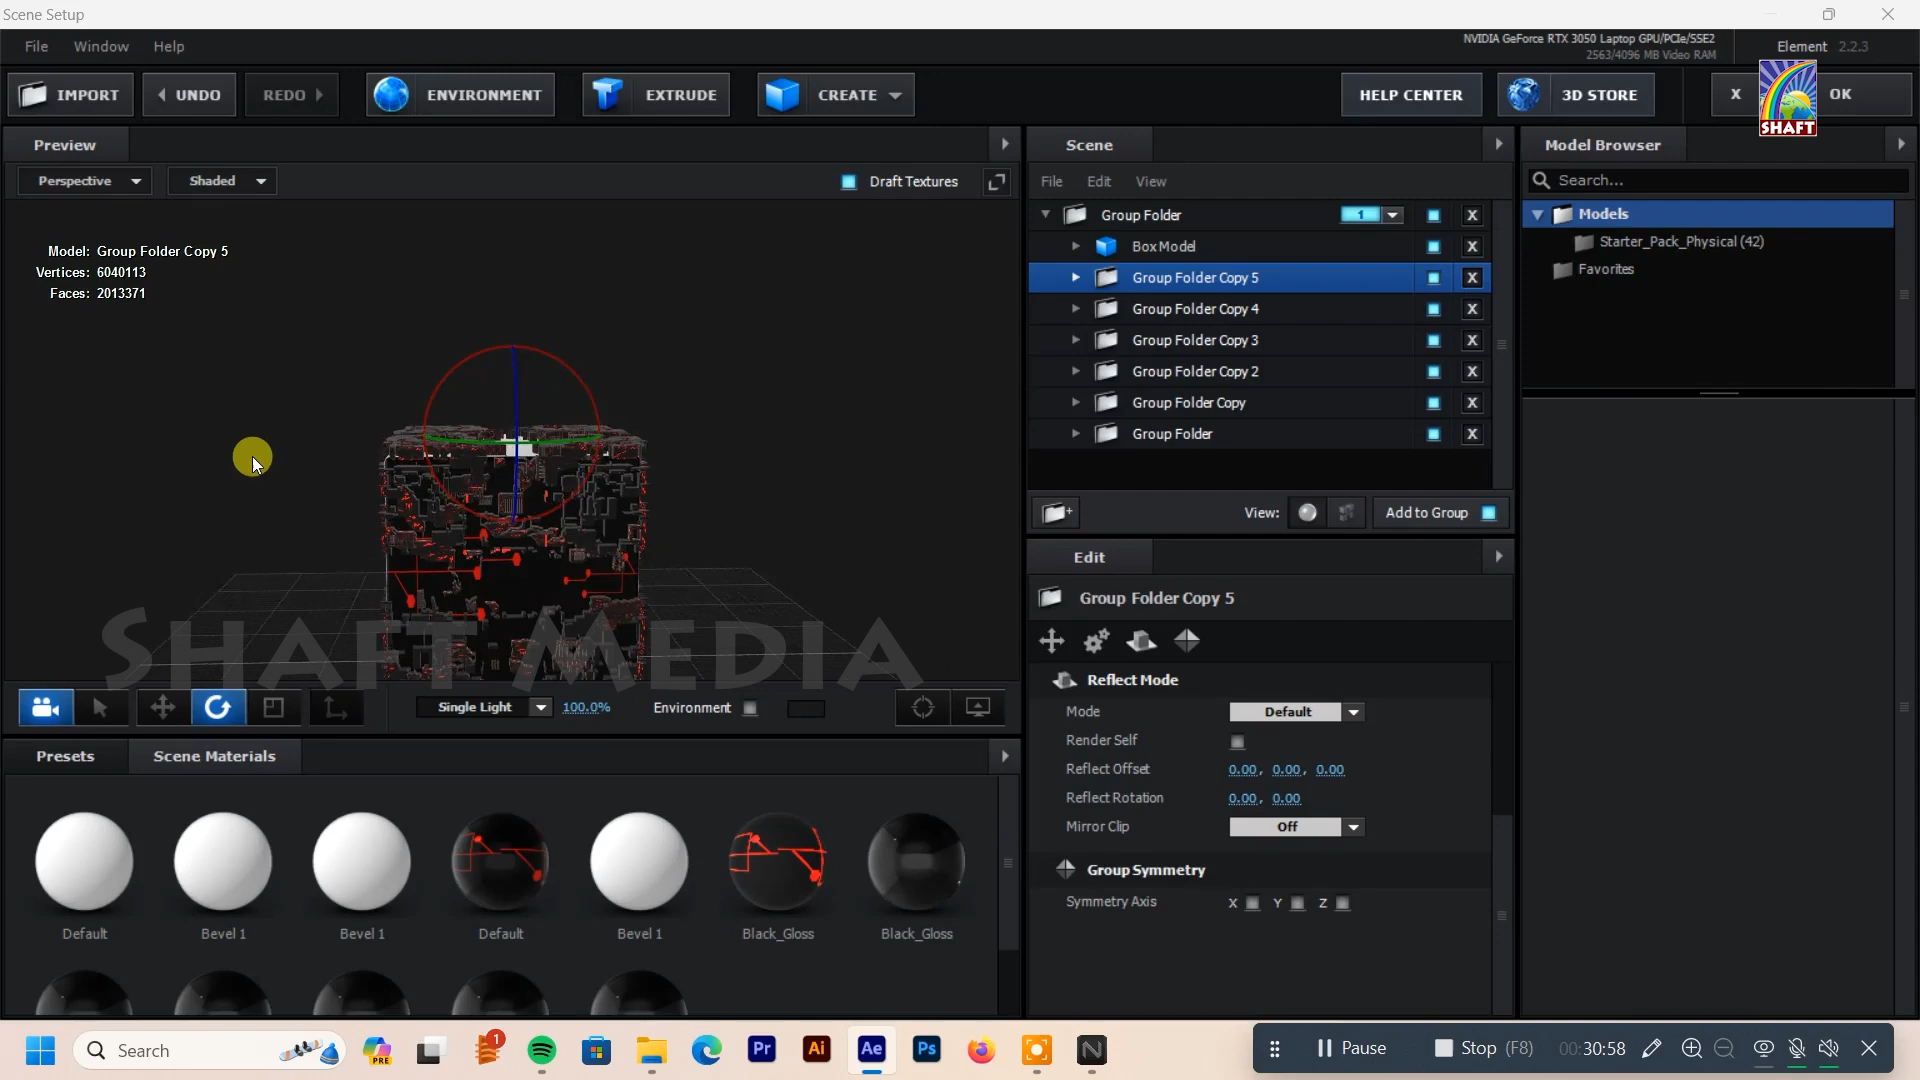 Scene Setup
File Window Help
NVIDIA GeForce RTX 3050 Laptop GPU/PCIe/SSE2
2563/4096 MB Video RAM
Element 2.2.3
IMPORT UNDO REDO ENVIRONMENT EXTRUDE CREATE HELP CENTER 3D STORE X OK
SHAFT
Preview
Perspective Shaded Draft Textures
Model: Group Folder Copy 5
Vertices: 6040113
Faces: 2013371
SHAFT MEDIA
Single Light 100.0% Environment
Presets Scene Materials
Default Bevel 1 Bevel 1 Default Bevel 1 Black_Gloss Black_Gloss
Scene
File Edit View
Group Folder 1 X
Box Model X
Group Folder Copy 5 X
Group Folder Copy 4 X
Group Folder Copy 3 X
Group Folder Copy 2 X
Group Folder Copy X
Group Folder X
View: Add to Group
Edit
Group Folder Copy 5
Reflect Mode
Mode Default
Render Self
Reflect Offset 0.00, 0.00, 0.00
Reflect Rotation 0.00, 0.00
Mirror Clip Off
Group Symmetry
Symmetry Axis X Y Z
Model Browser
Search...
Models
Starter_Pack_Physical (42)
Favorites
Search PRE 1 Pr Ai Ae Ps N
Pause Stop (F8) 00:30:58